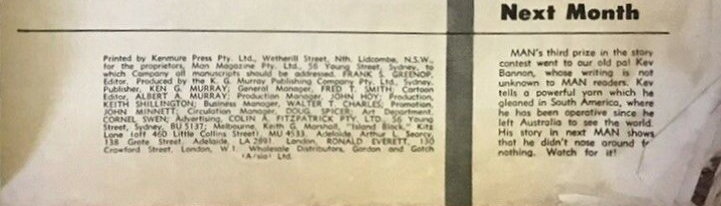 Printed by Kenmure Press Pty. Ltd., Wetherill Street, Nth. Lidcombe, N.S.W.,
for the proprietors, Man Magazine Pty. Ltd., 56 Young Street, Sydney, to
which Company all manuscripts should be addressed. FRANK S. GREENOP,
Editor. Produced by the K. G. Murray Publishing Company Pty. Ltd., Sydney.
Publisher, KEN G. MURRAY; General Manager, FRED T. SMITH; Cartoon
Editor, ALBERT A. MURRAY; Production Manager, JOHN HOY; Production,
KEITH SHILLINGTON; Business Manager, WALTER T. CHARLES; Promotion,
JOHN MINNETT; Circulation Manager, DOUG SPICER; Art Department,
CORNEL SWEN; Advertising, COLIN A. FITZPATRICK PTY. LTD., 56 Young
Street, Sydney, BU 5137; Melbourne, Keith G. Marshall, "Island Black," Kitz
Lane (off 460 Little Collins Street), MU 4533. Adelaide, Arthur L. Searcy,
138 Grote Street, Adelaide, LA 2891. London, RONALD EVERETT, 130
Crawford Street, London, W.1. Wholesale Distributors, Gordon and Gotch
(A/sia) Ltd.
Next Month
MAN's third prize in the story
contest went to our old pal Kev
Bannon, whose writing is not
unknown to MAN readers. Kev
tells a powerful yarn which he
gleaned in South America, where
he has been operative since he
left Australia to see the world.
His story in next MAN shows
that he didn't nose around
nothing. Watch for it!